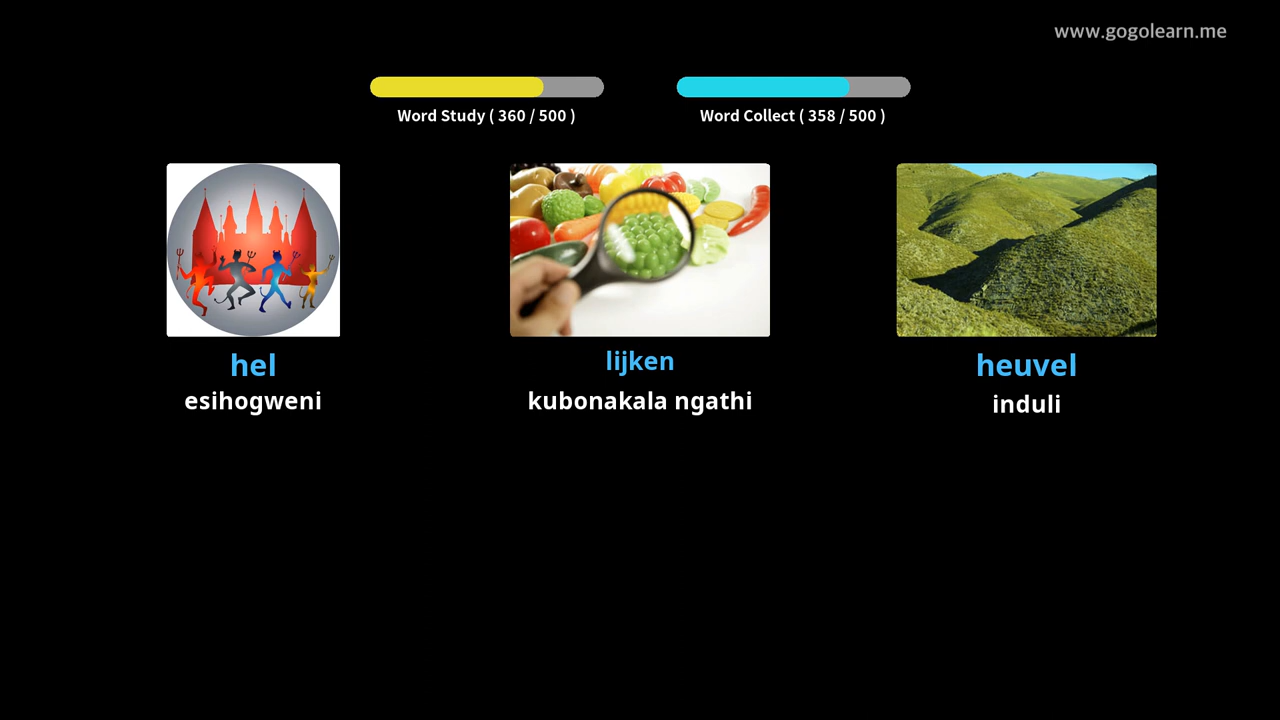 www.gogolearn.me
Word Study ( 360 / 500 )
Word Collect ( 358 / 500 )
hel
esihogweni
lijken
kubonakala ngathi
heuvel
induli